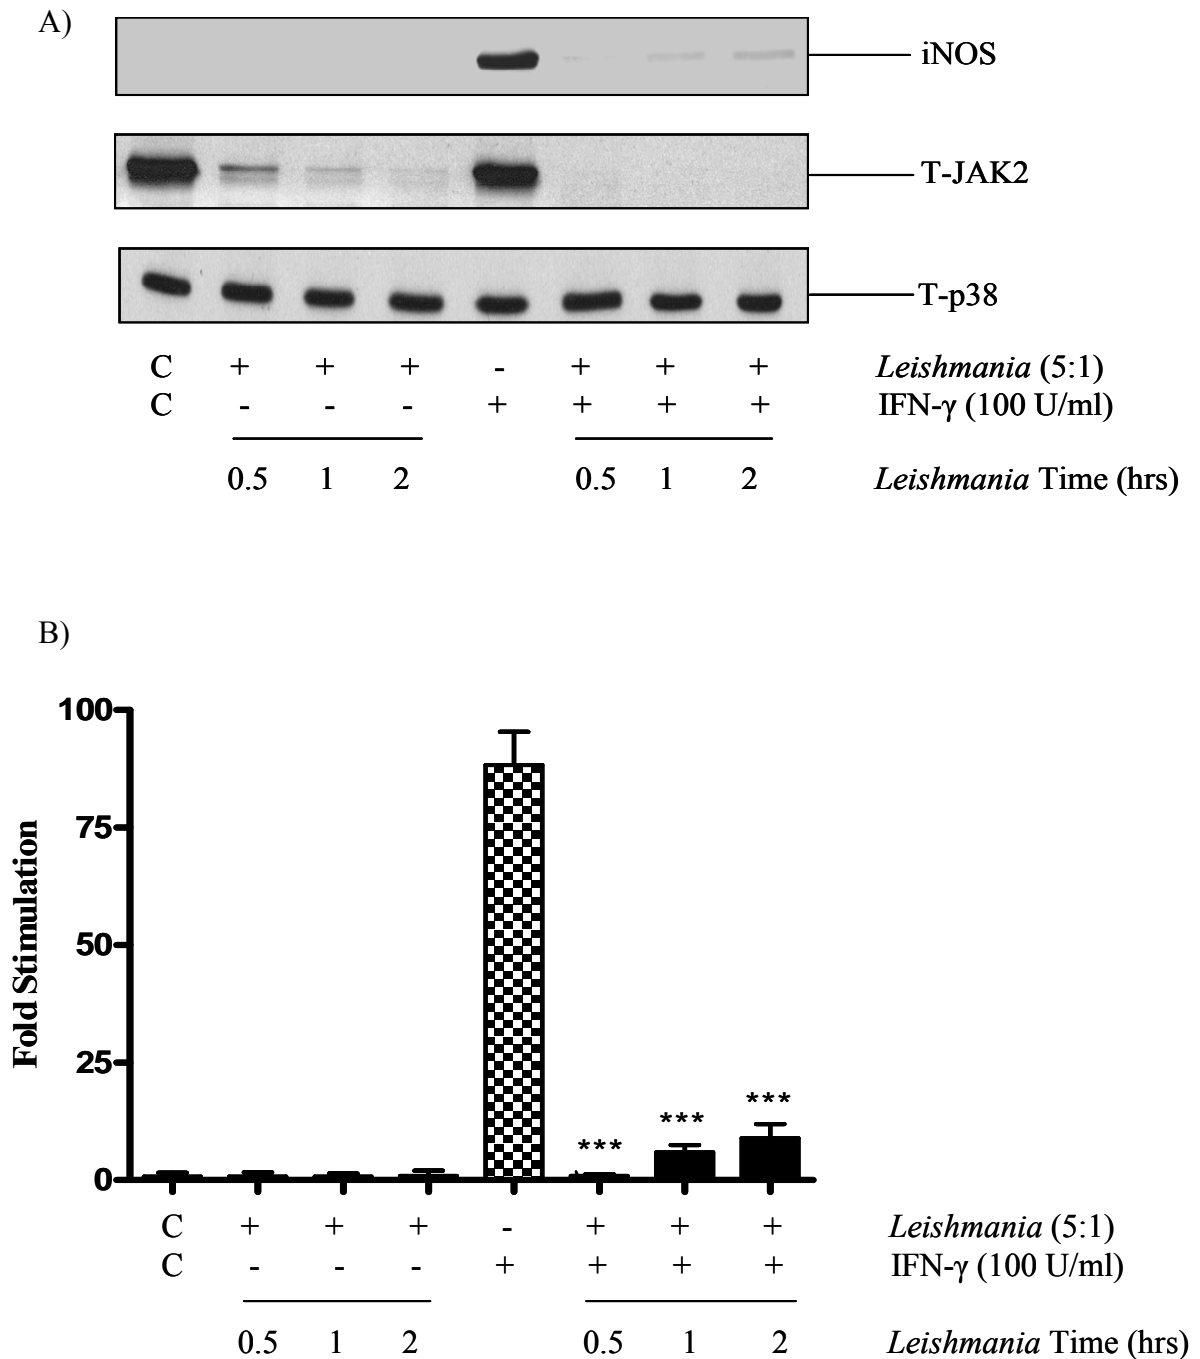 A)
iNOS
T-JAK2
T-p38
C + + + - + + + Leishmania (5:1)
C - - - + + + + IFN-γ (100 U/ml)
0.5 1 2 0.5 1 2 Leishmania Time (hrs)
B)
100
75
50
25
0
Fold Stimulation
*** *** ***
C + + + - + + + Leishmania (5:1)
C - - - + + + + IFN-γ (100 U/ml)
0.5 1 2 0.5 1 2 Leishmania Time (hrs)